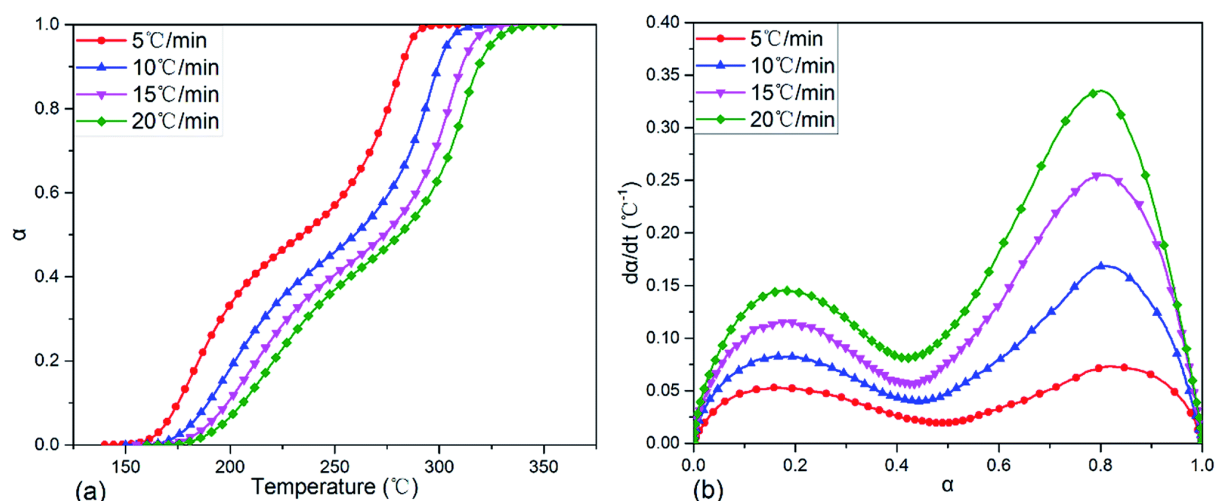 1.0
0.8
0.6
0.4
0.2
0.0
α
5℃/min
10℃/min
15℃/min
20℃/min
150 200 250 300 350
(a) Temperature (℃)
0.40
0.35
0.30
0.25
0.20
0.15
0.10
0.05
0.00
dα/dt (℃⁻¹)
5℃/min
10℃/min
15℃/min
20℃/min
0.0 0.2 0.4 0.6 0.8 1.0
(b) α